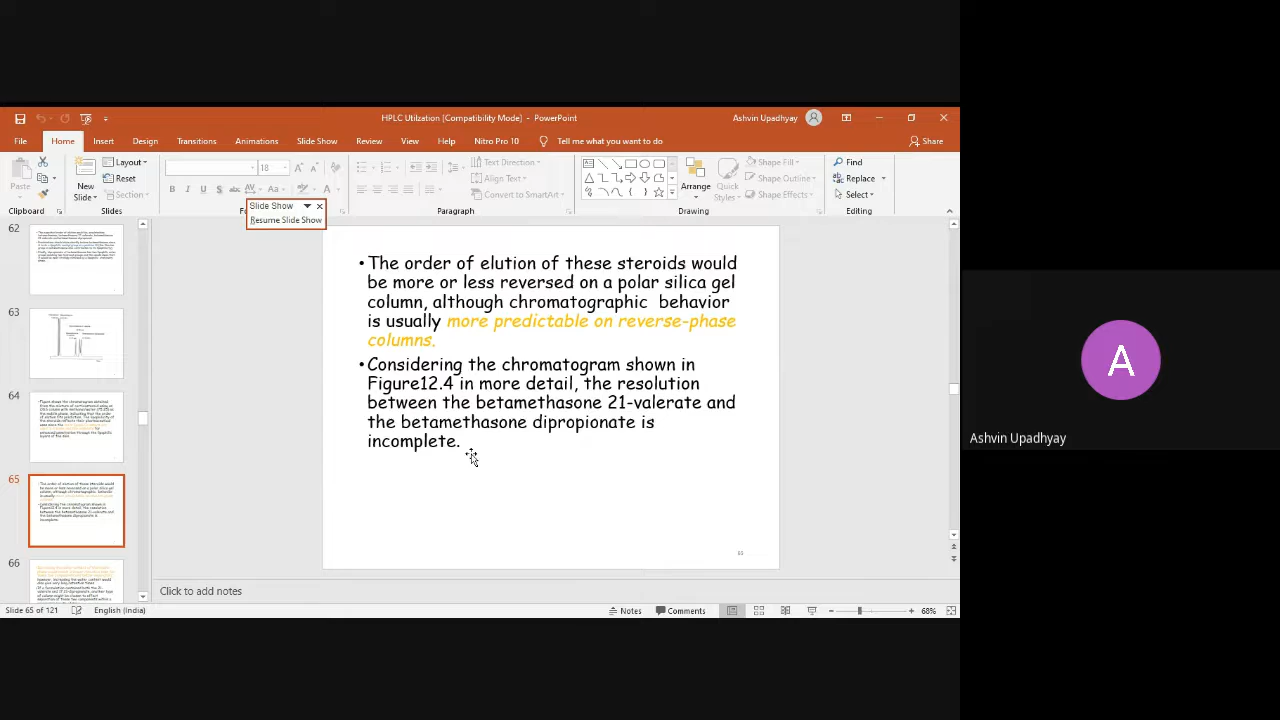 HPLC Utilzation [Compatibility Mode] - PowerPoint
Ashvin Upadhyay
File Home Insert Design Transitions Animations Slide Show Review View Help Nitro Pro 10 Tell me what you want to do Share
Paste
New
Slide
Layout
Reset
Section
18
B I U S abc AV Aa A
Text Direction
Align Text
Convert to SmartArt
Arrange
Quick
Styles
Shape Fill
Shape Outline
Shape Effects
Find
Replace
Select
Clipboard Slides Paragraph Drawing Editing
Slide Show
Resume Slide Show
62
63
64
65
66
•The order of elution of these steroids would
be more or less reversed on a polar silica gel
column, although chromatographic behavior
is usually more predictable on reverse-phase
columns.
•Considering the chromatogram shown in
Figure12.4 in more detail, the resolution
between the betamethasone 21-valerate and
the betamethasone dipropionate is
incomplete.
Click to add notes
Slide 65 of 121 English (India) Notes Comments 68%
A
Ashvin Upadhyay